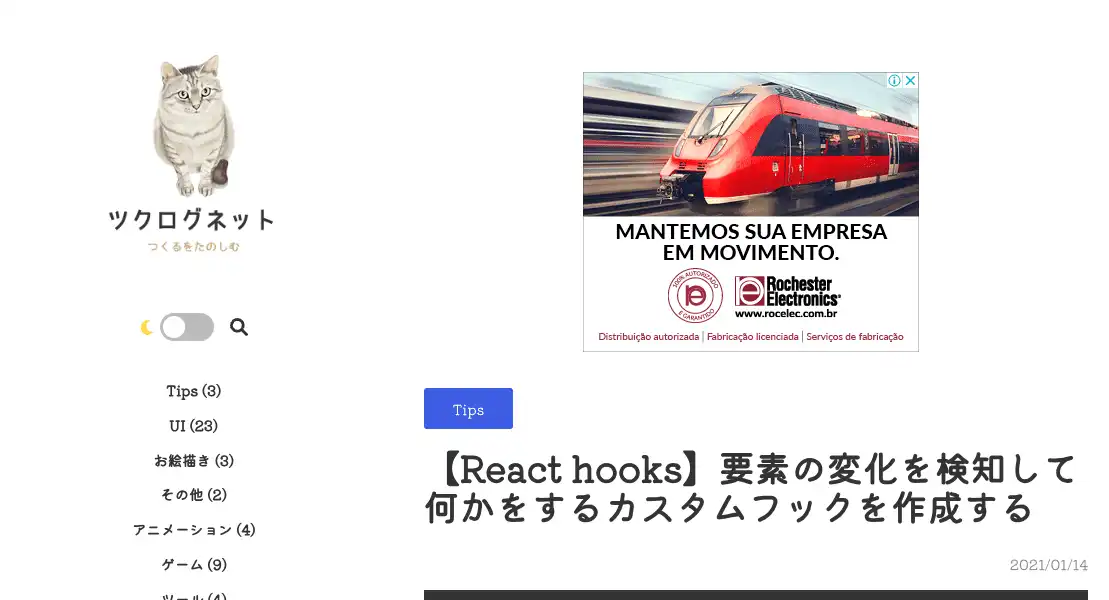 ツクログネット
つくるをたのしむ
Tips (3)
UI (23)
お絵描き (3)
その他 (2)
アニメーション (4)
ゲーム (9)
ツール (4)
MANTEMOS SUA EMPRESA
EM MOVIMENTO.
100% AUTORIZADO
E GARANTIDO
Rochester
Electronics®
www.rocelec.com.br
Distribuição autorizada | Fabricação licenciada | Serviços de fabricação
Tips
【React hooks】要素の変化を検知して
何かをするカスタムフックを作成する
2021/01/14